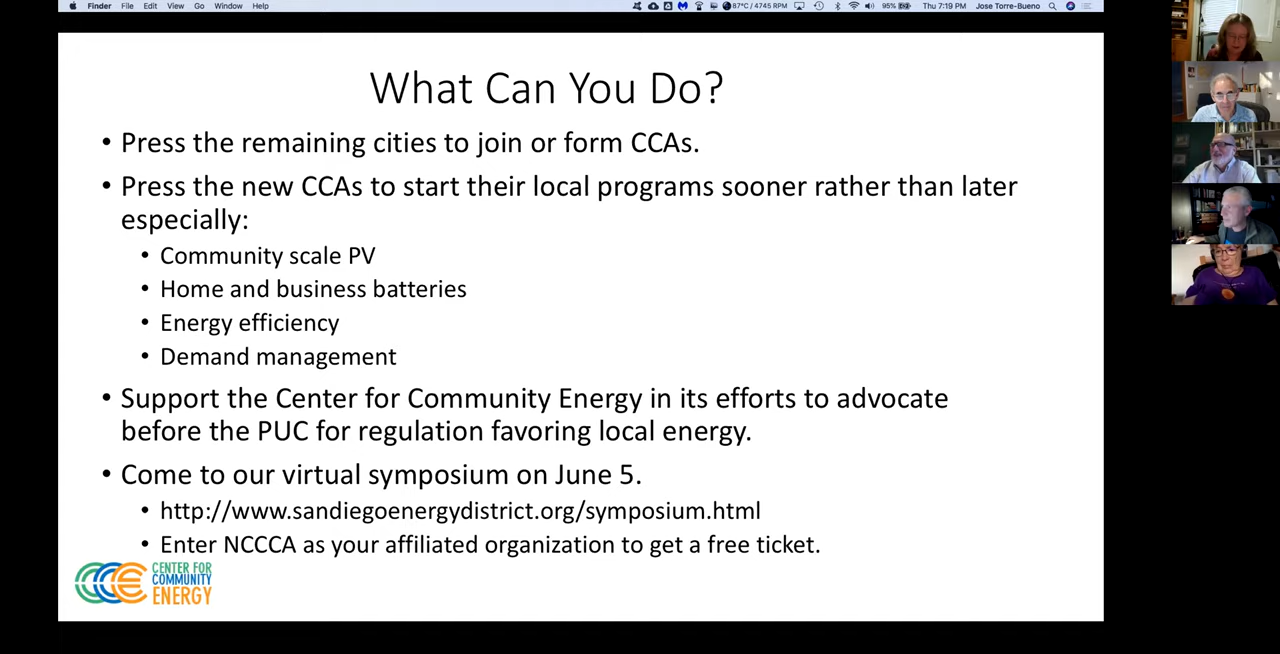 Finder File Edit View Go Window Help 87°C / 4745 RPM 95% Thu 7:19 PM Jose Torre-Bueno
What Can You Do?
• Press the remaining cities to join or form CCAs.
• Press the new CCAs to start their local programs sooner rather than later
especially:
• Community scale PV
• Home and business batteries
• Energy efficiency
• Demand management
• Support the Center for Community Energy in its efforts to advocate
before the PUC for regulation favoring local energy.
• Come to our virtual symposium on June 5.
• http://www.sandiegoenergydistrict.org/symposium.html
• Enter NCCCA as your affiliated organization to get a free ticket.
CENTER FOR
COMMUNITY
ENERGY